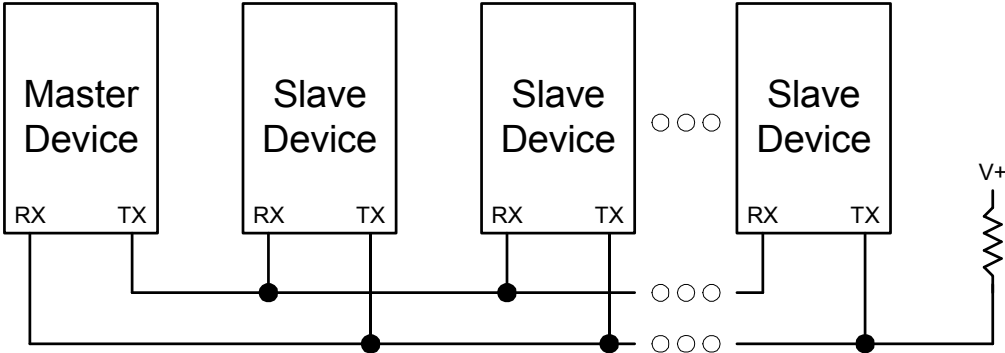 Master
Device
Slave
Device
Slave
Device
Slave
Device
V+
RX TX
RX TX
RX TX
RX TX